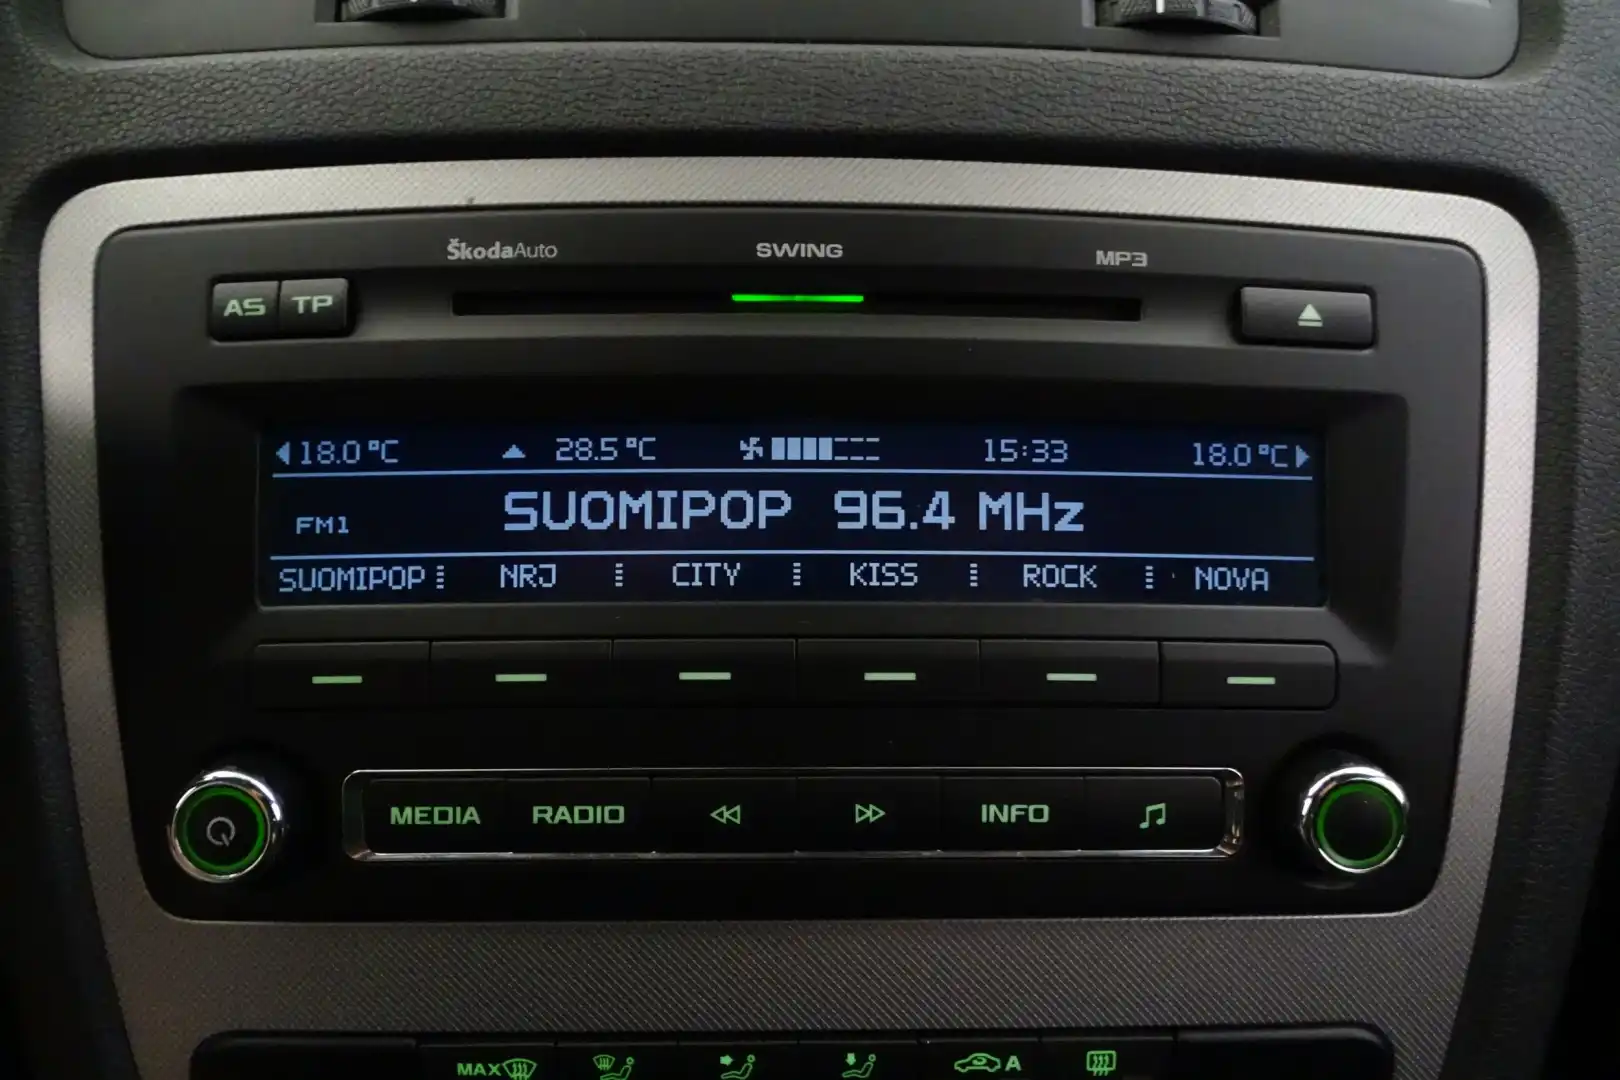 ŠkodaAuto SWING MP3
AS TP
18.0 °C 28.5 °C 15:33 18.0 °C
FM1 SUOMIPOP 96.4 MHz
SUOMIPOP NRJ CITY KISS ROCK NOVA
MEDIA RADIO INFO
MAX A